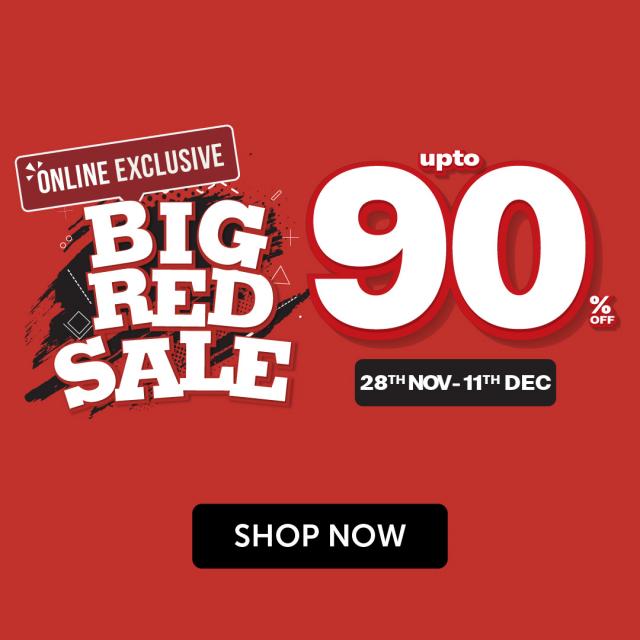 ONLINE EXCLUSIVE
BIG
RED
SALE
upto
90
%
OFF
28TH NOV - 11TH DEC
SHOP NOW